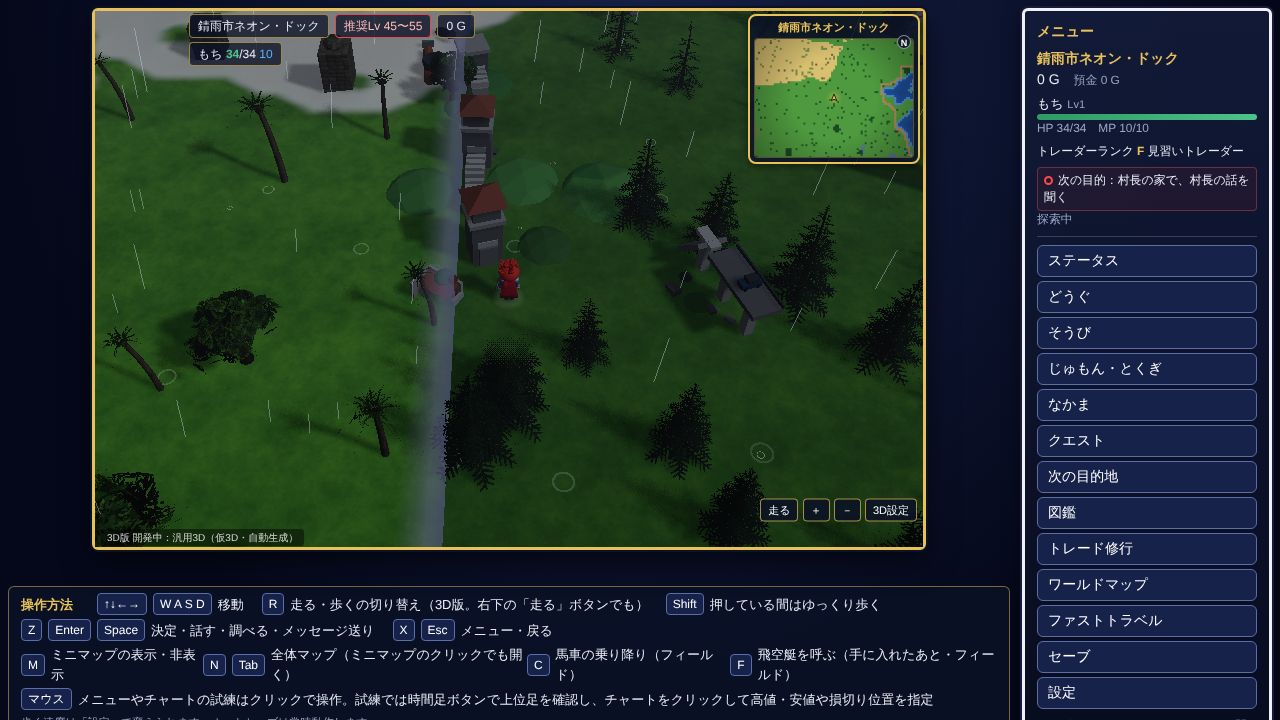 錆雨市ネオン・ドック 推奨Lv 45〜55 0 G
もち 34/34 10
錆雨市ネオン・ドック
N
走る ＋ － 3D設定
3D版 開発中：汎用3D（仮3D・自動生成）
メニュー
錆雨市ネオン・ドック
0 G 預金 0 G
もち Lv1
HP 34/34 MP 10/10
トレーダーランク F 見習いトレーダー
次の目的：村長の家で、村長の話を
聞く
探索中
ステータス
どうぐ
そうび
じゅもん・とくぎ
なかま
クエスト
次の目的地
図鑑
トレード修行
ワールドマップ
ファストトラベル
セーブ
設定
操作方法 ↑↓←→ W A S D 移動 R 走る・歩くの切り替え（3D版。右下の「走る」ボタンでも） Shift 押している間はゆっくり歩く
Z Enter Space 決定・話す・調べる・メッセージ送り X Esc メニュー・戻る
M ミニマップの表示・非表示 N Tab 全体マップ（ミニマップのクリックでも開く） C 馬車の乗り降り（フィールド） F 飛空艇を呼ぶ（手に入れたあと・フィールド）
マウス メニューやチャートの試練はクリックで操作。試練では時間足ボタンで上位足を確認し、チャートをクリックして高値・安値や損切り位置を指定